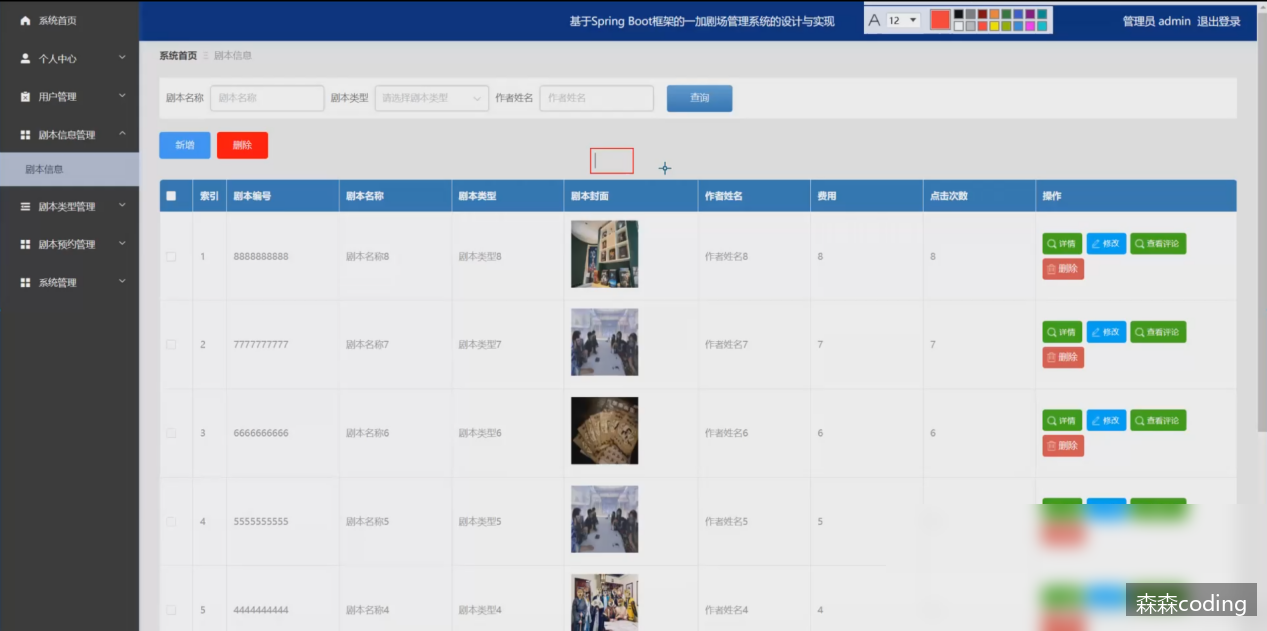 系统首页
个人中心
用户管理
剧本信息管理
剧本信息
剧本类型管理
剧本预约管理
系统管理
基于Spring Boot框架的一加剧场管理系统的设计与实现
A 12
管理员 admin 退出登录
系统首页 剧本信息
剧本名称 剧本名称 剧本类型 请选择剧本类型 作者姓名 作者姓名 查询
新增 删除
索引 剧本编号 剧本名称 剧本类型 剧本封面 作者姓名 费用 点击次数 操作
1 8888888888 剧本名称8 剧本类型8 作者姓名8 8 8 详情 修改 查看评论
删除
2 7777777777 剧本名称7 剧本类型7 作者姓名7 7 7 详情 修改 查看评论
删除
3 6666666666 剧本名称6 剧本类型6 作者姓名6 6 6 详情 修改 查看评论
删除
4 5555555555 剧本名称5 剧本类型5 作者姓名5 5
5 4444444444 剧本名称4 剧本类型4 作者姓名4 4
森森coding